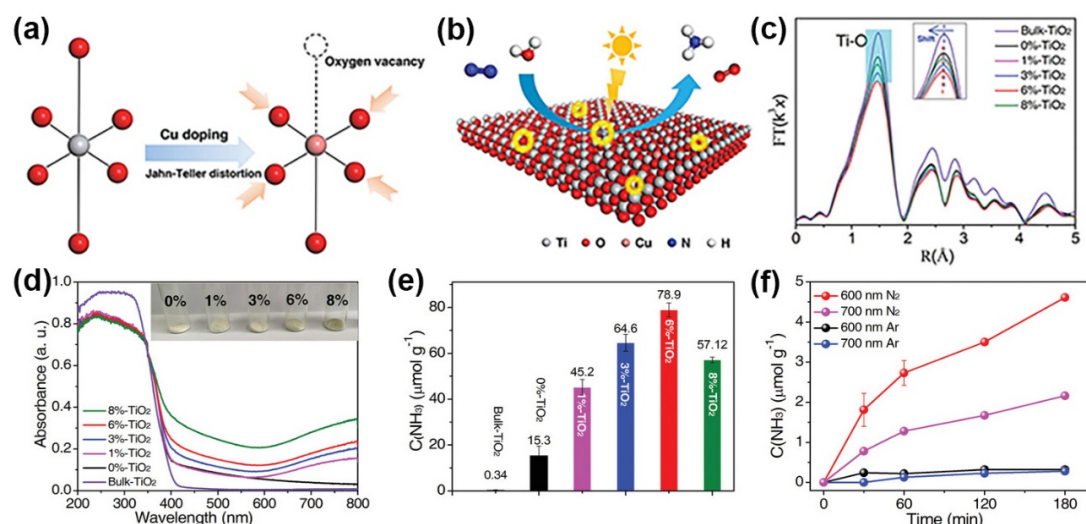 (a)
Oxygen vacancy
Cu doping
Jahn-Teller distortion
(b)
Ti O Cu N H
(c)
Ti-O
Shift
Bulk-TiO₂
0%-TiO₂
1%-TiO₂
3%-TiO₂
6%-TiO₂
8%-TiO₂
FT(k³x)
0 1 2 3 4 5
R(Å)
(d)
0% 1% 3% 6% 8%
1.0
0.8
0.6
0.4
0.2
0.0
Absorbance (a. u.)
8%-TiO₂
6%-TiO₂
3%-TiO₂
1%-TiO₂
0%-TiO₂
Bulk-TiO₂
200 300 400 500 600 700 800
Wavelength (nm)
(e)
80
60
40
20
0
C(NH₃) (μmol g⁻¹)
Bulk-TiO₂
0.34
0%-TiO₂
15.3
45.2
1%-TiO₂
64.6
3%-TiO₂
78.9
6%-TiO₂
57.12
8%-TiO₂
(f)
600 nm N₂
700 nm N₂
600 nm Ar
700 nm Ar
5
4
3
2
1
0
C(NH₃) (μmol g⁻¹)
0 60 120 180
Time (min)